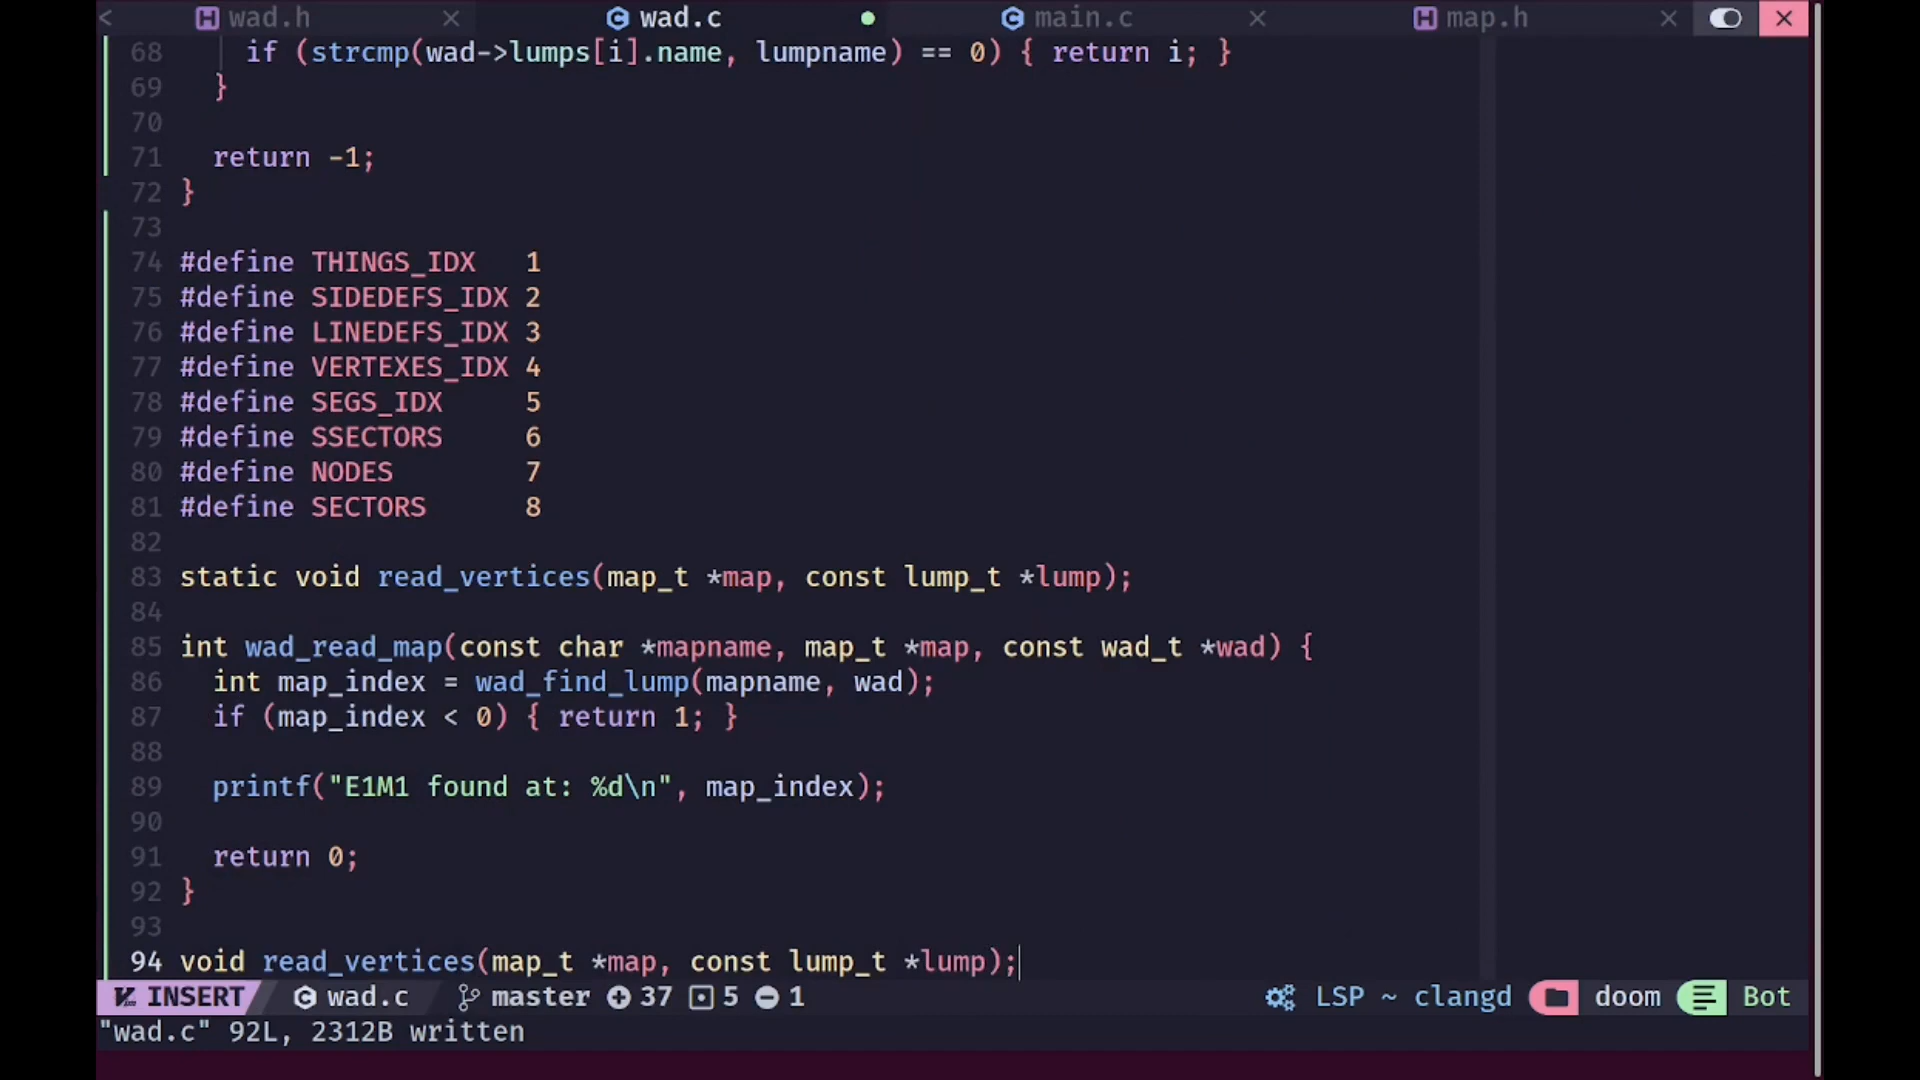 < wad.h × wad.c ● main.c × map.h × ×
68 if (strcmp(wad->lumps[i].name, lumpname) == 0) { return i; }
69 }
70
71 return -1;
72 }
73
74 #define THINGS_IDX 1
75 #define SIDEDEFS_IDX 2
76 #define LINEDEFS_IDX 3
77 #define VERTEXES_IDX 4
78 #define SEGS_IDX 5
79 #define SSECTORS 6
80 #define NODES 7
81 #define SECTORS 8
82
83 static void read_vertices(map_t *map, const lump_t *lump);
84
85 int wad_read_map(const char *mapname, map_t *map, const wad_t *wad) {
86 int map_index = wad_find_lump(mapname, wad);
87 if (map_index < 0) { return 1; }
88
89 printf("E1M1 found at: %d\n", map_index);
90
91 return 0;
92 }
93
94 void read_vertices(map_t *map, const lump_t *lump);
INSERT wad.c master 37 5 1 LSP ~ clangd doom Bot
"wad.c" 92L, 2312B written